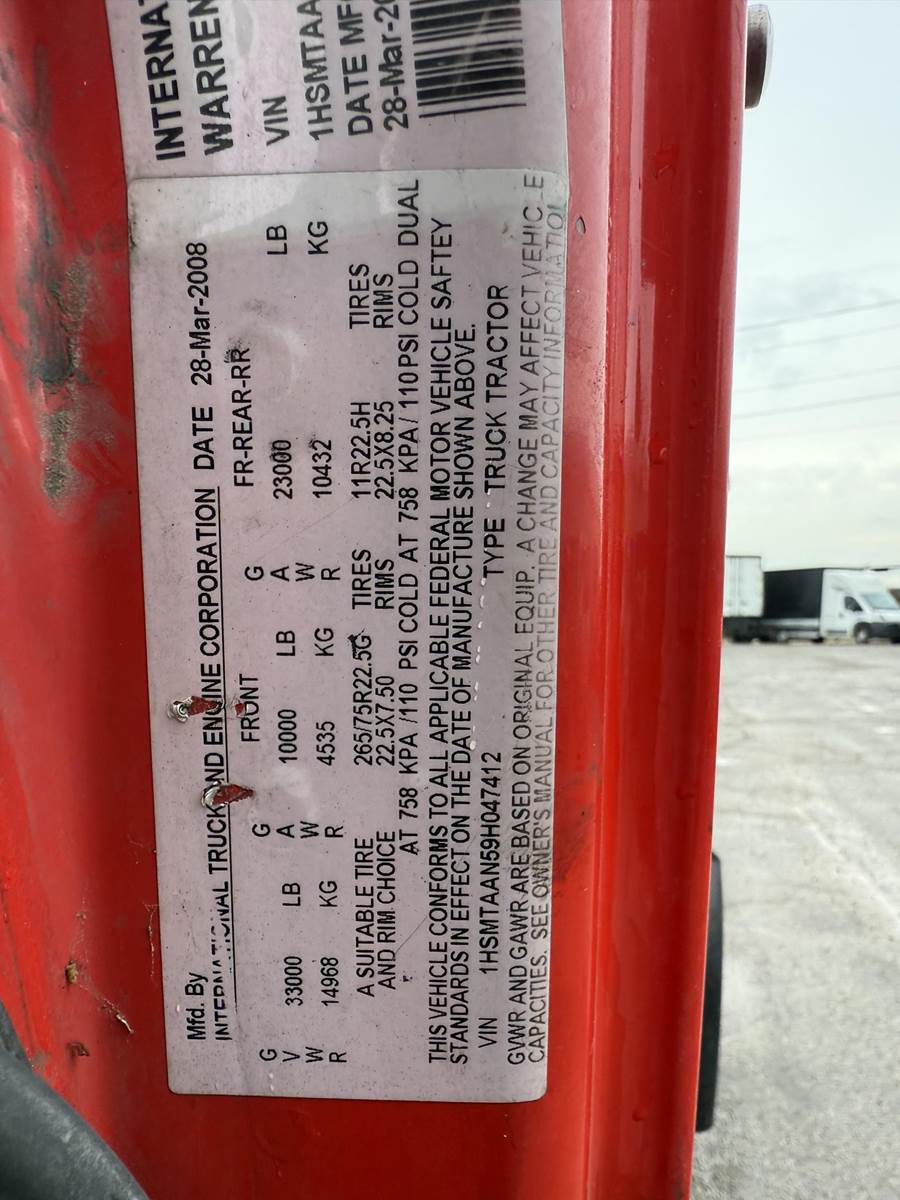 Mfd. By
INTERNATIONAL TRUCK AND ENGINE CORPORATION DATE 28-Mar-2008
G FRONT G FR-REAR-RR
V 33000 LB A 10000 LB A 23000 LB
W 14968 KG W 4535 KG W 10432 KG
R R R
A SUITABLE TIRE 265/75R22.5G TIRES 11R22.5H TIRES
AND RIM CHOICE 22.5X7.50 RIMS 22.5X8.25 RIMS
AT 758 KPA /110 PSI COLD AT 758 KPA/ 110 PSI COLD DUAL
THIS VEHICLE CONFORMS TO ALL APPLICABLE FEDERAL MOTOR VEHICLE SAFTEY
STANDARDS IN EFFECT ON THE DATE OF MANUFACTURE SHOWN ABOVE.
VIN 1HSMTAAN59H047412 TYPE TRUCK TRACTOR
GVWR AND GAWR ARE BASED ON ORIGINAL EQUIP. A CHANGE MAY AFFECT VEHICLE
CAPACITIES. SEE OWNER'S MANUAL FOR OTHER TIRE AND CAPACITY INFORMATION
INTERNA
WARREN
VIN
1HSMTAA
DATE MF
28-Mar-20